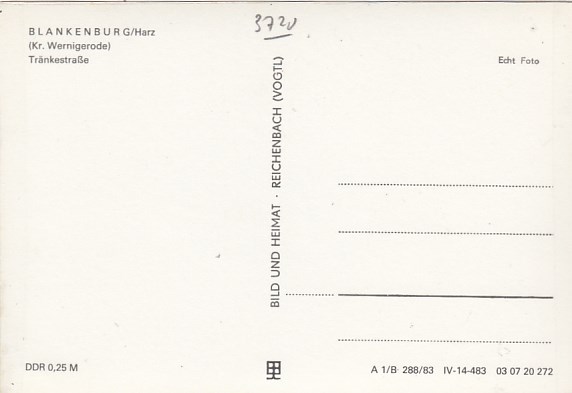 3720
BLANKENBURG/Harz
(Kr. Wernigerode)
Tränkestraße
Echt Foto
BILD UND HEIMAT · REICHENBACH (VOGTL)
DDR 0,25 M
A 1/B 288/83 IV-14-483 03 07 20 272